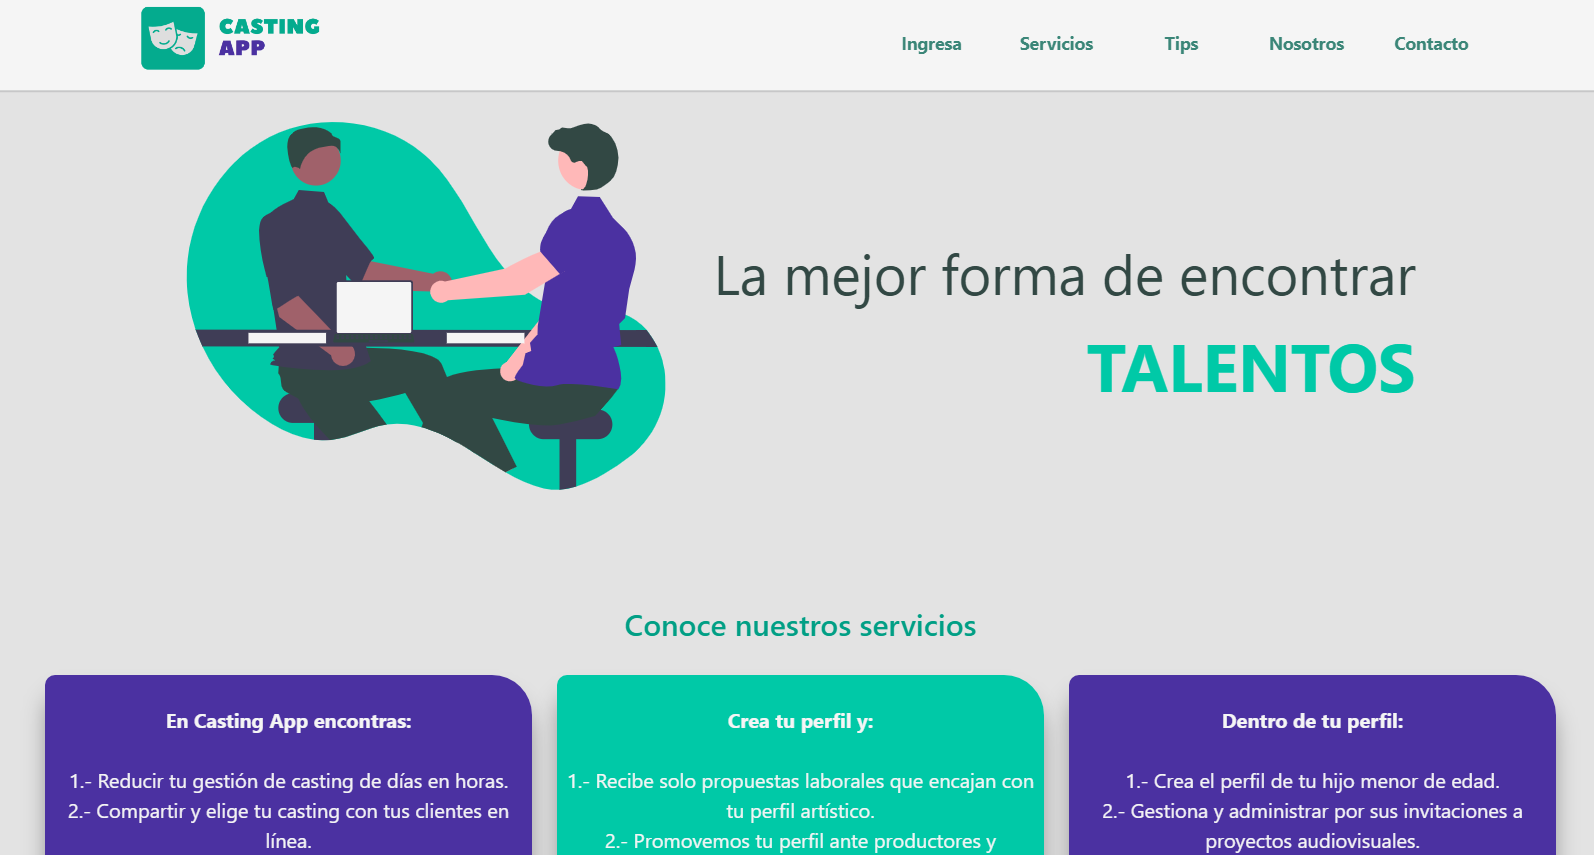 CASTING
APP
Ingresa Servicios Tips Nosotros Contacto
La mejor forma de encontrar
TALENTOS
Conoce nuestros servicios
En Casting App encontras:
1.- Reducir tu gestión de casting de días en horas.
2.- Compartir y elige tu casting con tus clientes en
línea.
Crea tu perfil y:
1.- Recibe solo propuestas laborales que encajan con
tu perfil artístico.
2.- Promovemos tu perfil ante productores y
Dentro de tu perfil:
1.- Crea el perfil de tu hijo menor de edad.
2.- Gestiona y administrar por sus invitaciones a
proyectos audiovisuales.